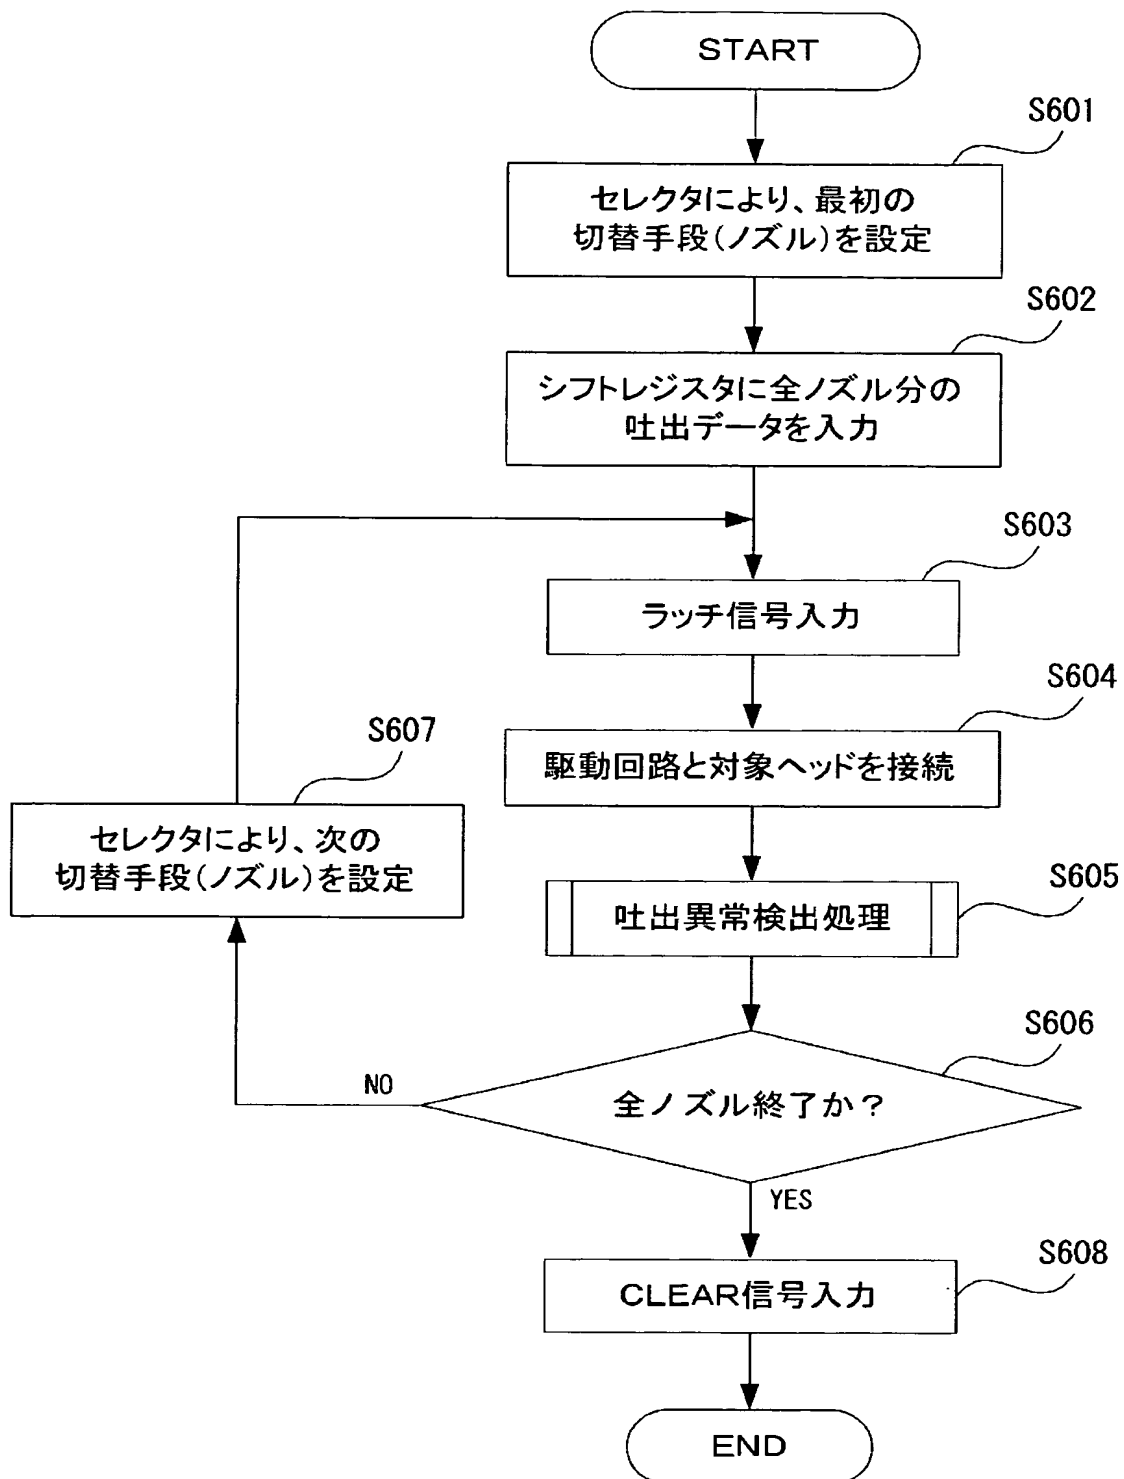 START
S601
セレクタにより、最初の
切替手段(ノズル)を設定
S602
シフトレジスタに全ノズル分の
吐出データを入力
S603
ラッチ信号入力
S604
駆動回路と対象ヘッドを接続
S607
セレクタにより、次の
切替手段(ノズル)を設定
S605
吐出異常検出処理
S606
全ノズル終了か?
NO
YES
S608
CLEAR信号入力
END